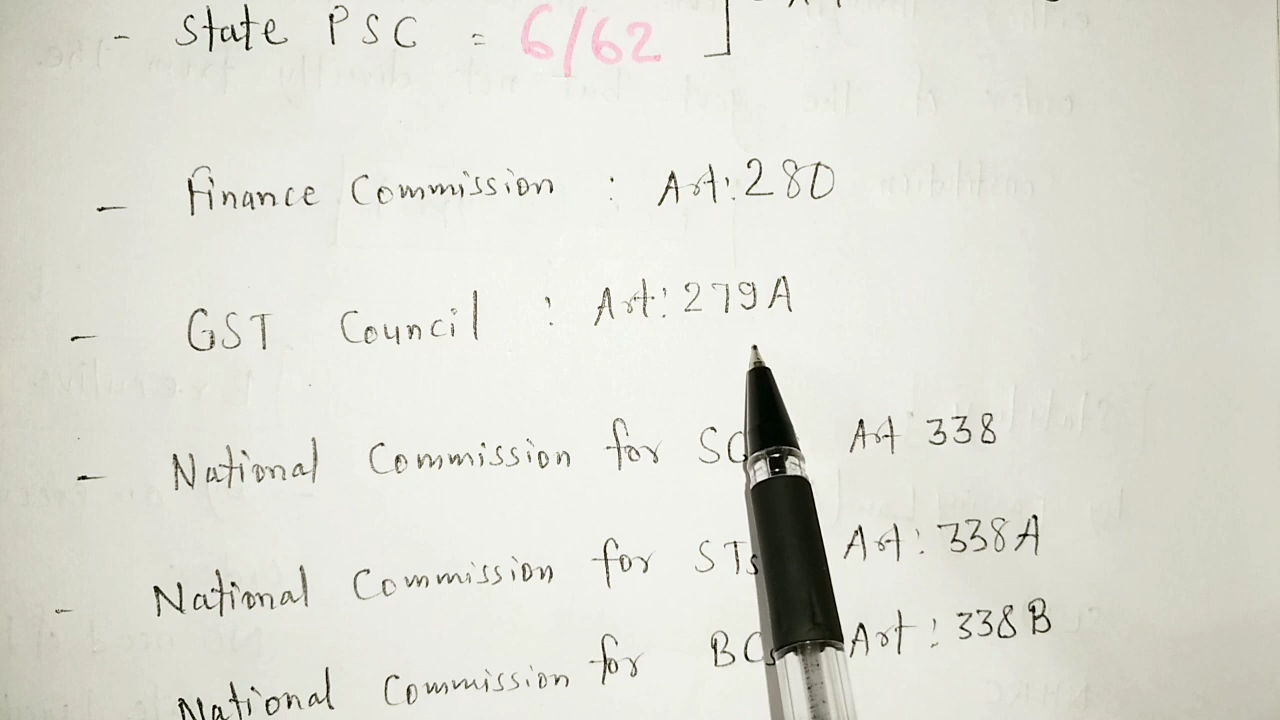 - State PSC = 6/62 ]
- Finance Commission : Art: 280
- GST Council : Art: 279A
- National Commission for SC Art 338
- National Commission for STs Art: 338A
National Commission for BCs Art: 338B